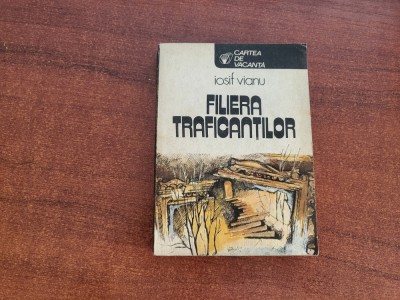 CARTEA
DE
VACANȚĂ
iosif vianu
FILIERA
TRAFICANȚILOR